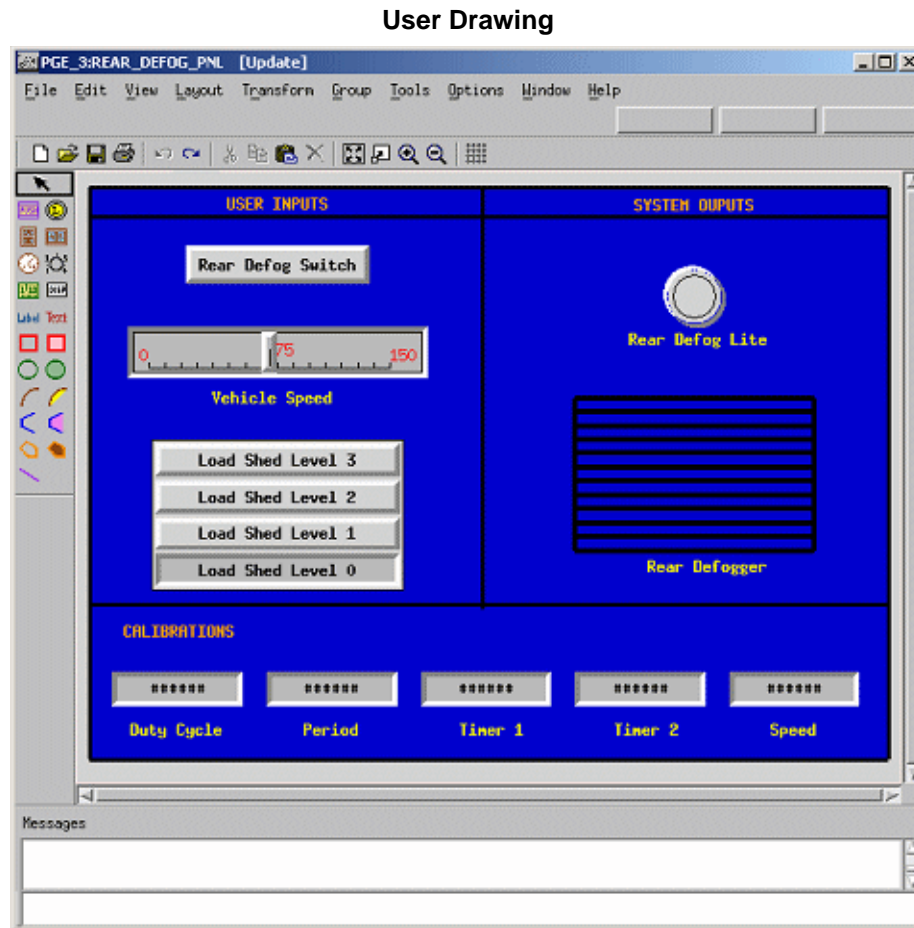 User Drawing
PGE_3:REAR_DEFOG_PNL [Update]
File Edit View Layout Transform Group Tools Options Window Help
Label Text
USER INPUTS
SYSTEM OUPUTS
Rear Defog Switch
0 75 150
Vehicle Speed
Rear Defog Lite
Load Shed Level 3
Load Shed Level 2
Load Shed Level 1
Load Shed Level 0
Rear Defogger
CALIBRATIONS
###### ###### ###### ###### ######
Duty Cycle Period Timer 1 Timer 2 Speed
Messages